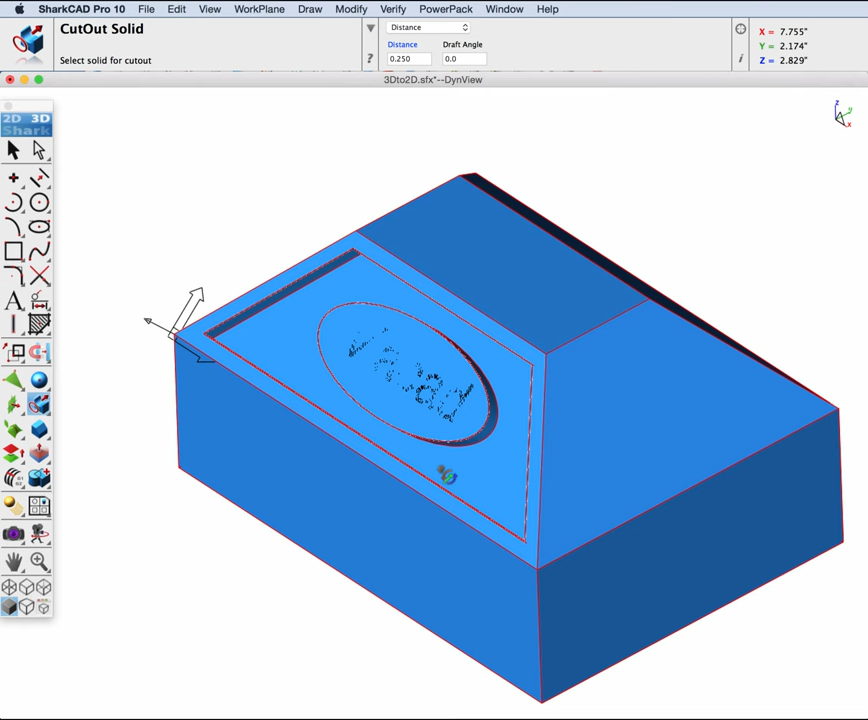 SharkCAD Pro 10 File Edit View WorkPlane Draw Modify Verify PowerPack Window Help
CutOut Solid
Select solid for cutout
Distance
Distance Draft Angle
0.250 0.0
X = 7.755"
Y = 2.174"
Z = 2.829"
3Dto2D.sfx*--DynView
2D 3D
Shark
z
y
x
A
G1
G2